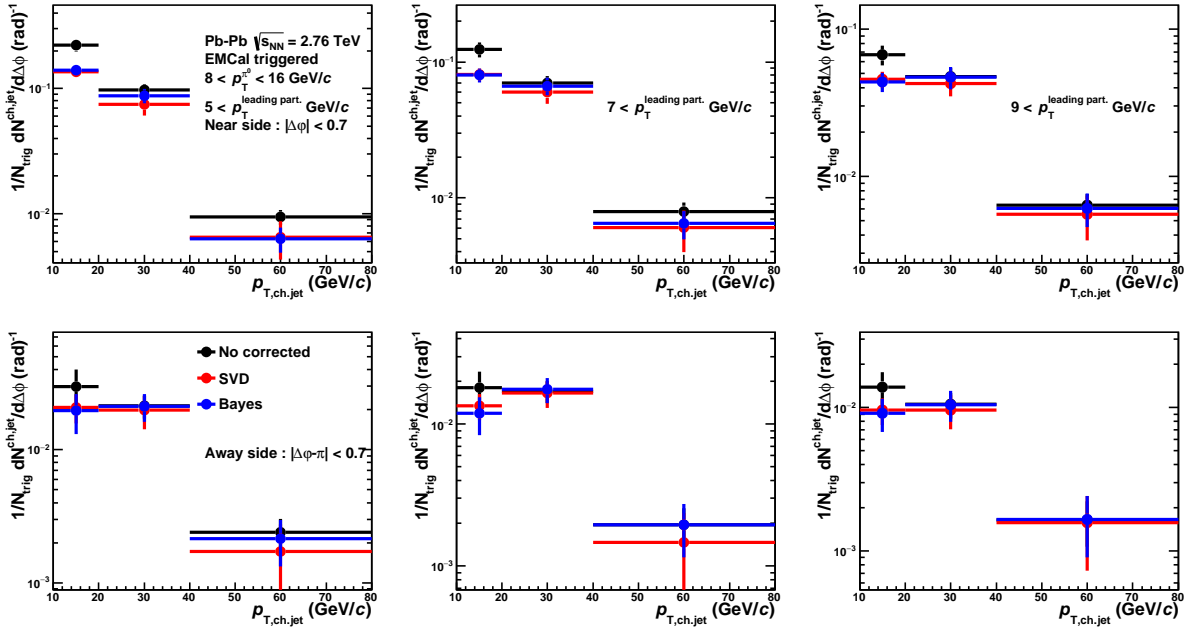 1/N_trig dN^ch,jet/dΔφ (rad)^-1
10^-1
10^-2
Pb-Pb √s_NN = 2.76 TeV
EMCal triggered
8 < p_T^π^0 < 16 GeV/c
5 < p_T^leading part. GeV/c
Near side : |Δφ| < 0.7
10 20 30 40 50 60 70 80
p_T,ch.jet (GeV/c)
1/N_trig dN^ch,jet/dΔφ (rad)^-1
10^-1
10^-2
7 < p_T^leading part. GeV/c
10 20 30 40 50 60 70 80
p_T,ch.jet (GeV/c)
1/N_trig dN^ch,jet/dΔφ (rad)^-1
10^-1
10^-2
9 < p_T^leading part. GeV/c
10 20 30 40 50 60 70 80
p_T,ch.jet (GeV/c)
1/N_trig dN^ch,jet/dΔφ (rad)^-1
10^-2
10^-3
No corrected
SVD
Bayes
Away side : |Δφ-π| < 0.7
10 20 30 40 50 60 70 80
p_T,ch.jet (GeV/c)
1/N_trig dN^ch,jet/dΔφ (rad)^-1
10^-2
10^-3
10 20 30 40 50 60 70 80
p_T,ch.jet (GeV/c)
1/N_trig dN^ch,jet/dΔφ (rad)^-1
10^-2
10^-3
10 20 30 40 50 60 70 80
p_T,ch.jet (GeV/c)